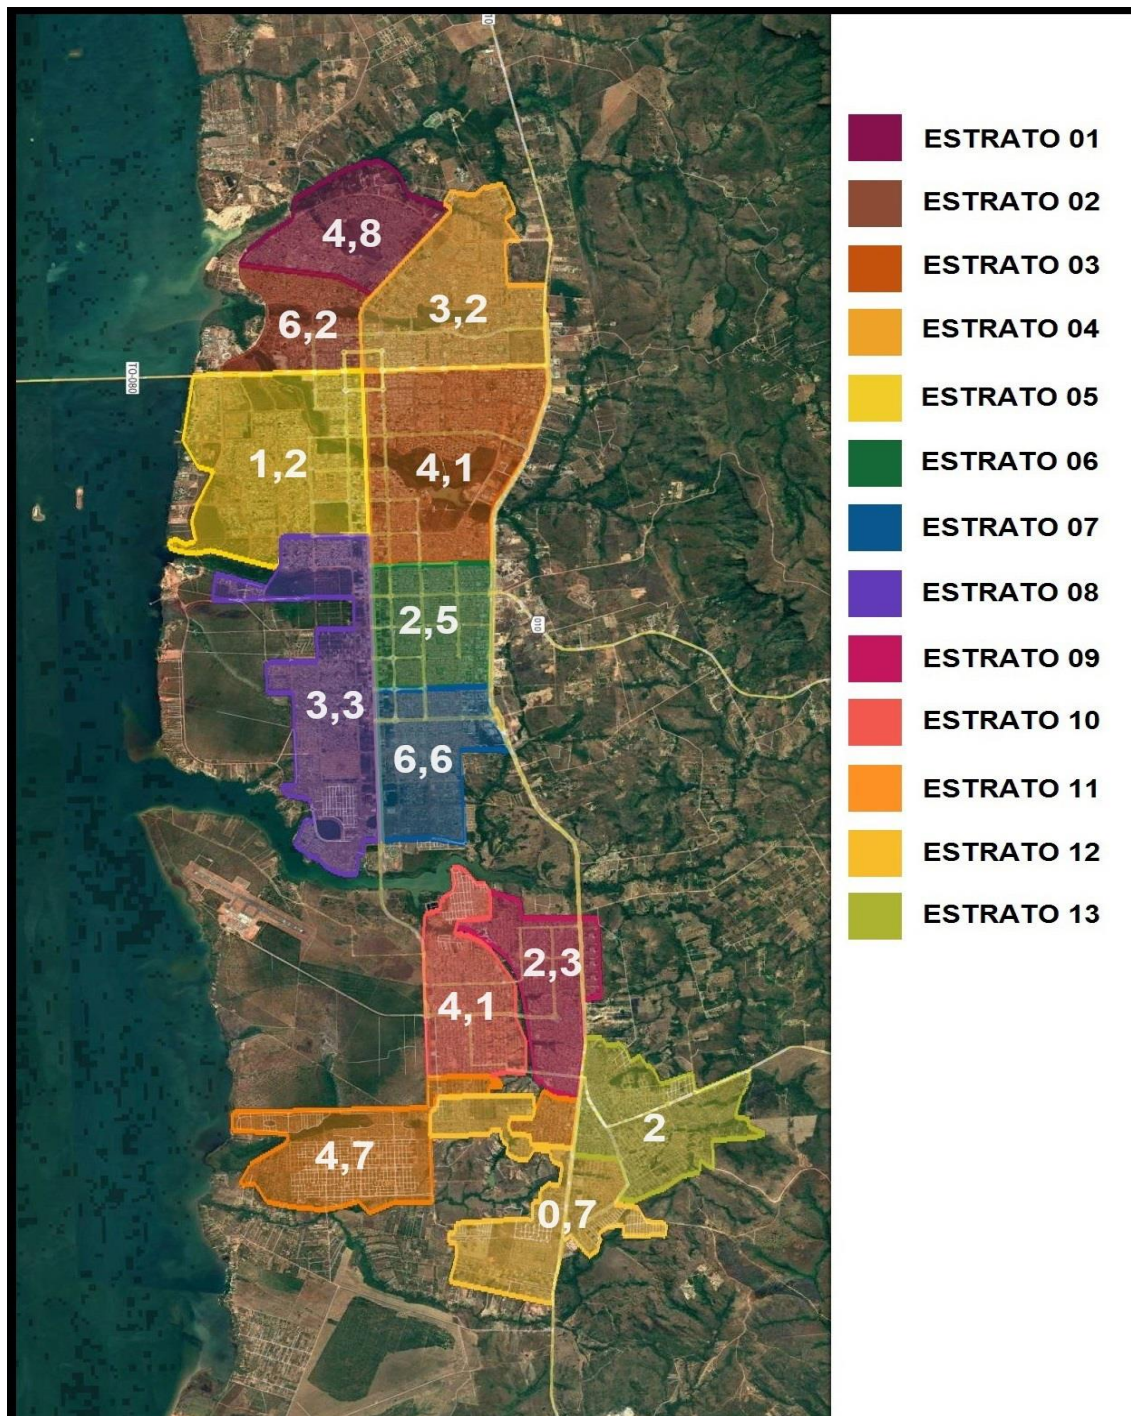 10
ESTRATO 01
ESTRATO 02
4,8
ESTRATO 03
6,2
3,2
ESTRATO 04
TO-080
ESTRATO 05
1,2
4,1
ESTRATO 06
ESTRATO 07
2,5
010
ESTRATO 08
3,3
ESTRATO 09
ESTRATO 10
6,6
ESTRATO 11
ESTRATO 12
ESTRATO 13
2,3
4,1
2
4,7
0,7